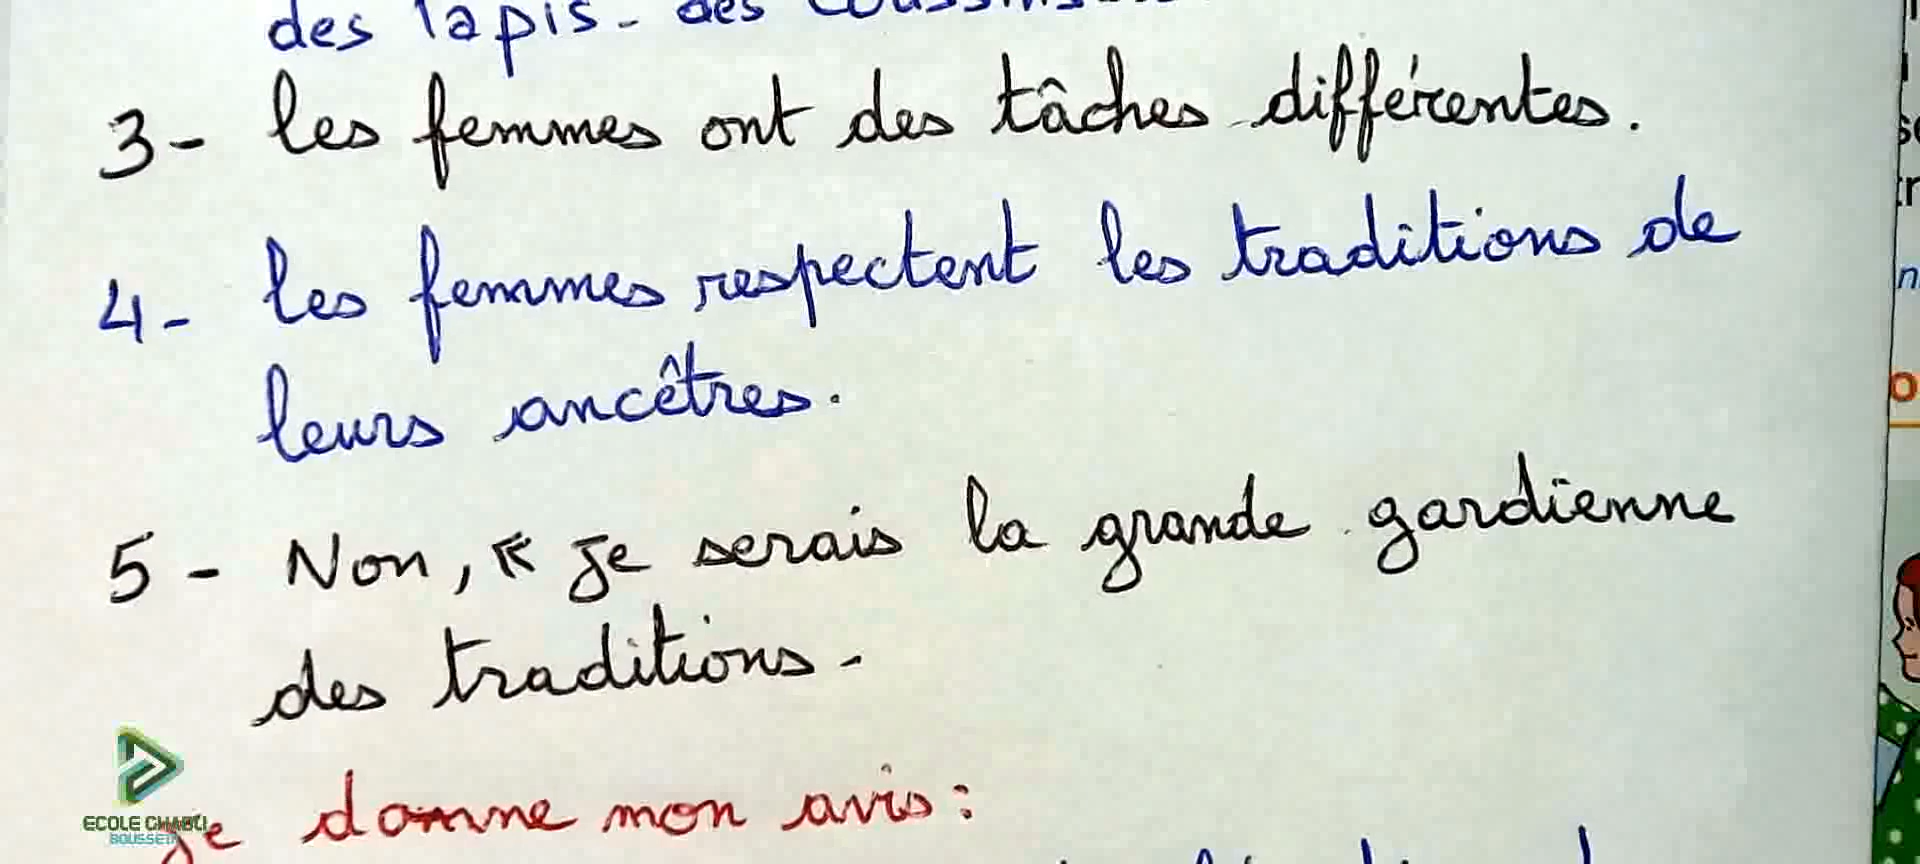 des tapis - des coussins
3 - les femmes ont des tâches différentes.
4 - les femmes respectent les traditions de
leurs ancêtres.
5 - Non, « je serais la grande gardienne
des traditions -
je donne mon avis :
ECOLE CHABLI